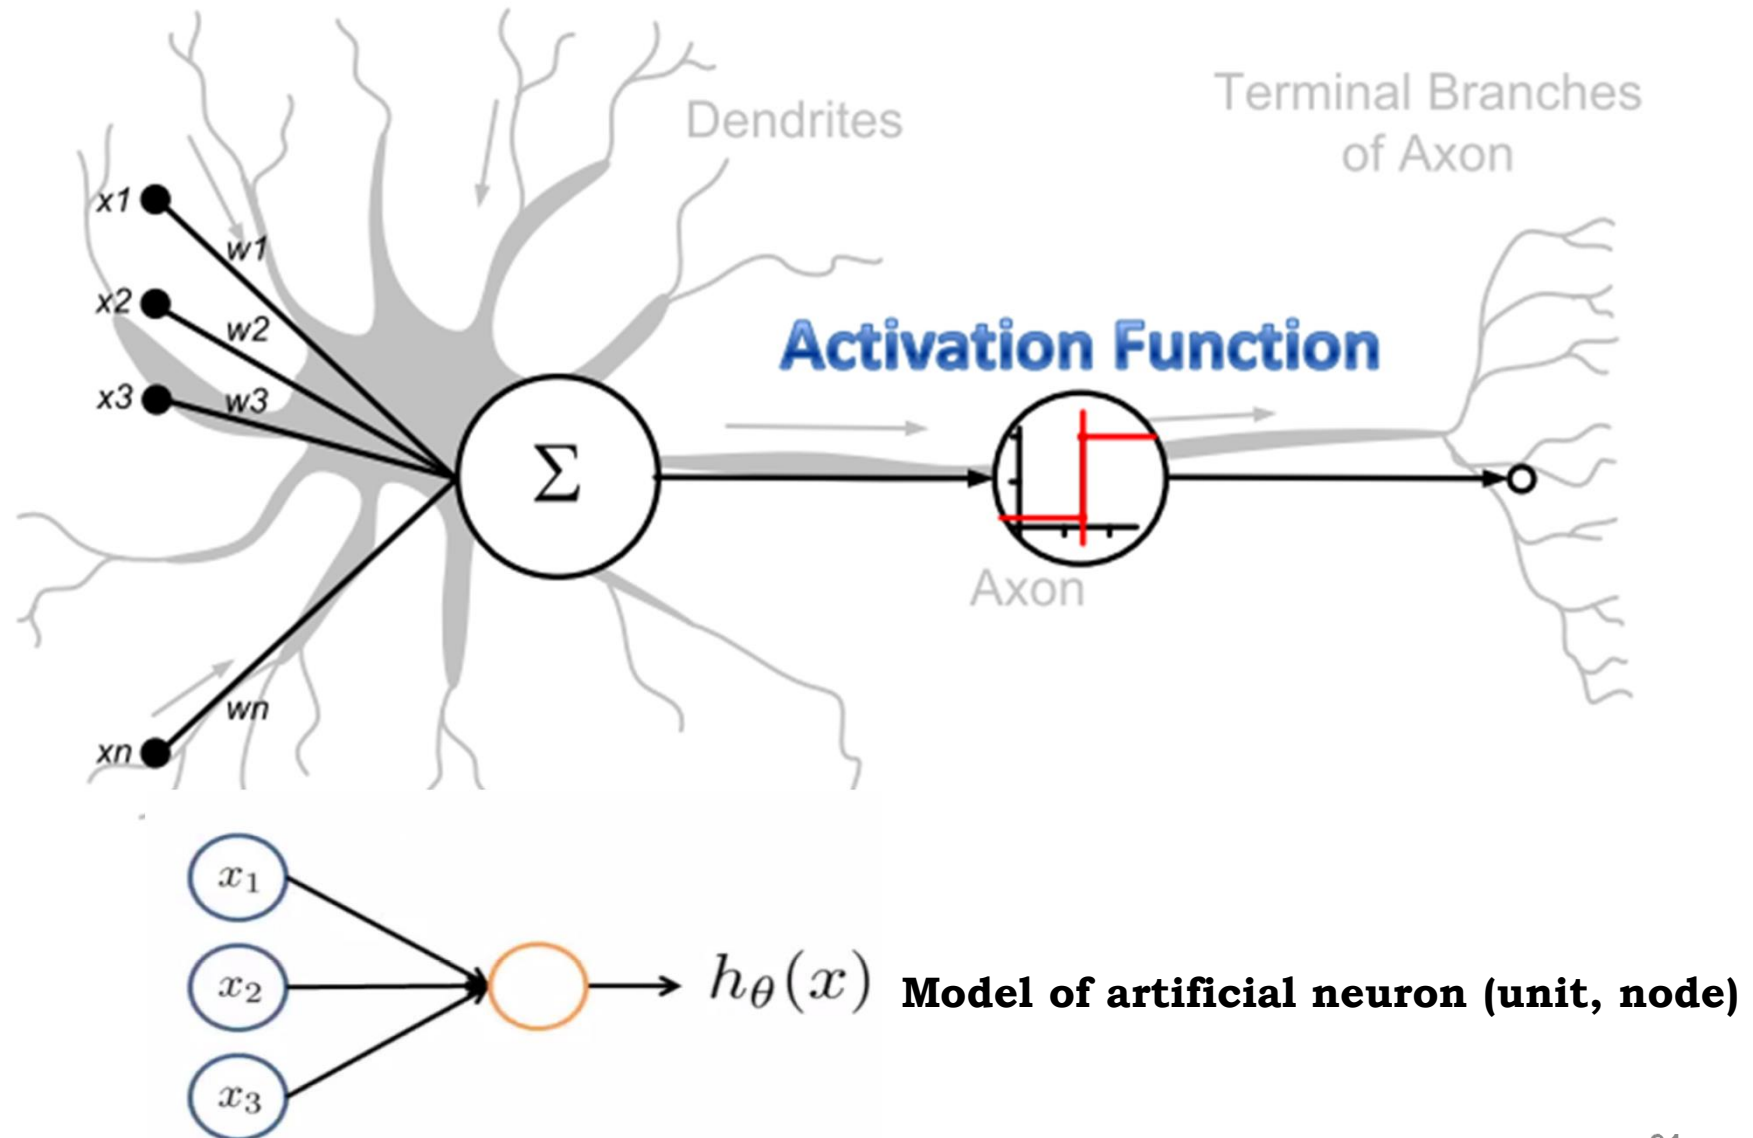 Dendrites
Terminal Branches
of Axon
x1
w1
x2
w2
x3
w3
Activation Function
Σ
Axon
wn
xn
x₁
x₂
x₃
hθ(x)
Model of artificial neuron (unit, node)